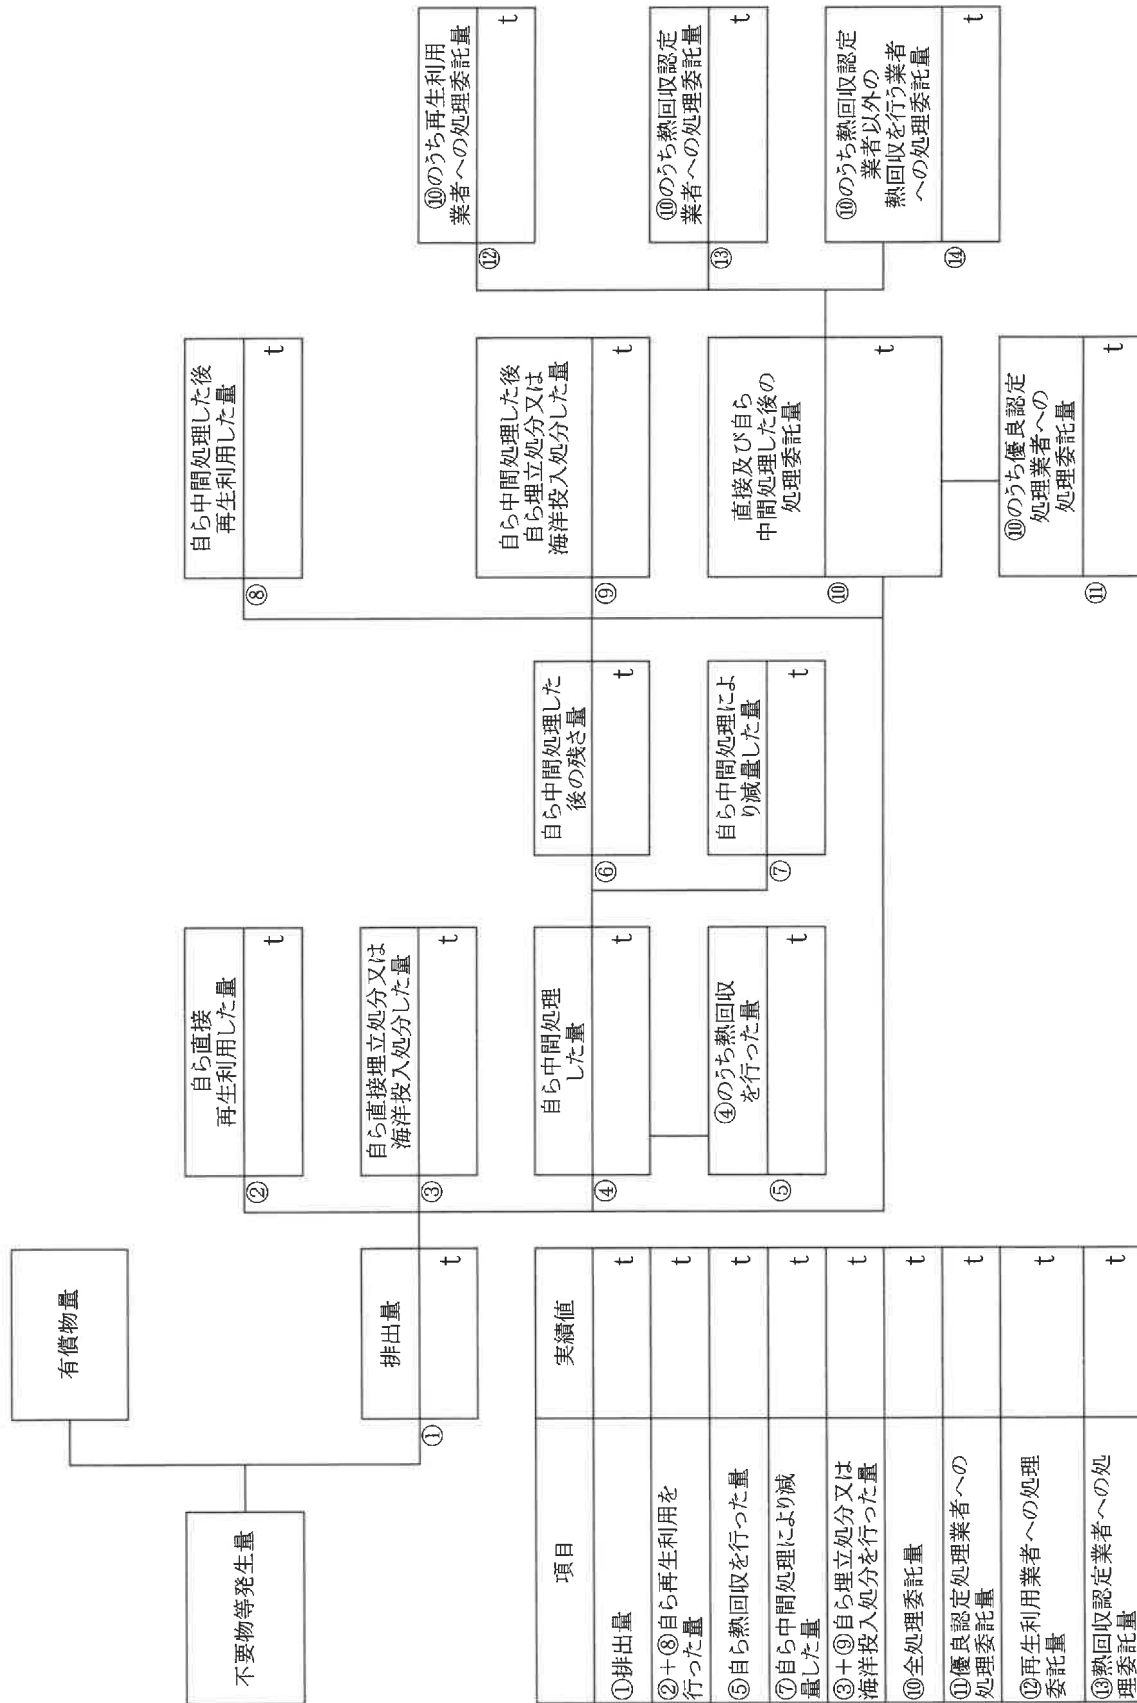 不要物等発生量
有償物量
①
排出量
t
②
自ら直接
再生利用した量
t
③
自ら直接埋立処分又は
海洋投入処分した量
t
④
自ら中間処理
した量
t
⑤
④のうち熱回収
を行った量
t
⑥
自ら中間処理した
後の残さ量
t
⑦
自ら中間処理によ
り減量した量
t
⑧
自ら中間処理した後
再生利用した量
t
⑨
自ら中間処理した後
自ら埋立処分又は
海洋投入処分した量
t
⑩
直接及び自ら
中間処理した後の
処理委託量
t
⑪
⑩のうち優良認定
処理業者への
処理委託量
t
⑫
⑩のうち再生利用
業者への処理委託量
t
⑬
⑩のうち熱回収認定
業者への処理委託量
t
⑭
⑩のうち熱回収認定
業者以外の
熱回収を行う業者
への処理委託量
t
項目 実績値
①排出量 t
②+⑧自ら再生利用を
行った量 t
⑤自ら熱回収を行った量 t
⑦自ら中間処理により減
量した量 t
③+⑨自ら埋立処分又は
海洋投入処分を行った量 t
⑩全処理委託量 t
⑪優良認定処理業者への
処理委託量 t
⑫再生利用業者への処理
委託量 t
⑬熱回収認定業者への処
理委託量 t